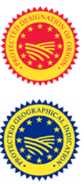 PROTECTED DESIGNATION OF ORIGIN
PROTECTED GEOGRAPHICAL INDICATION